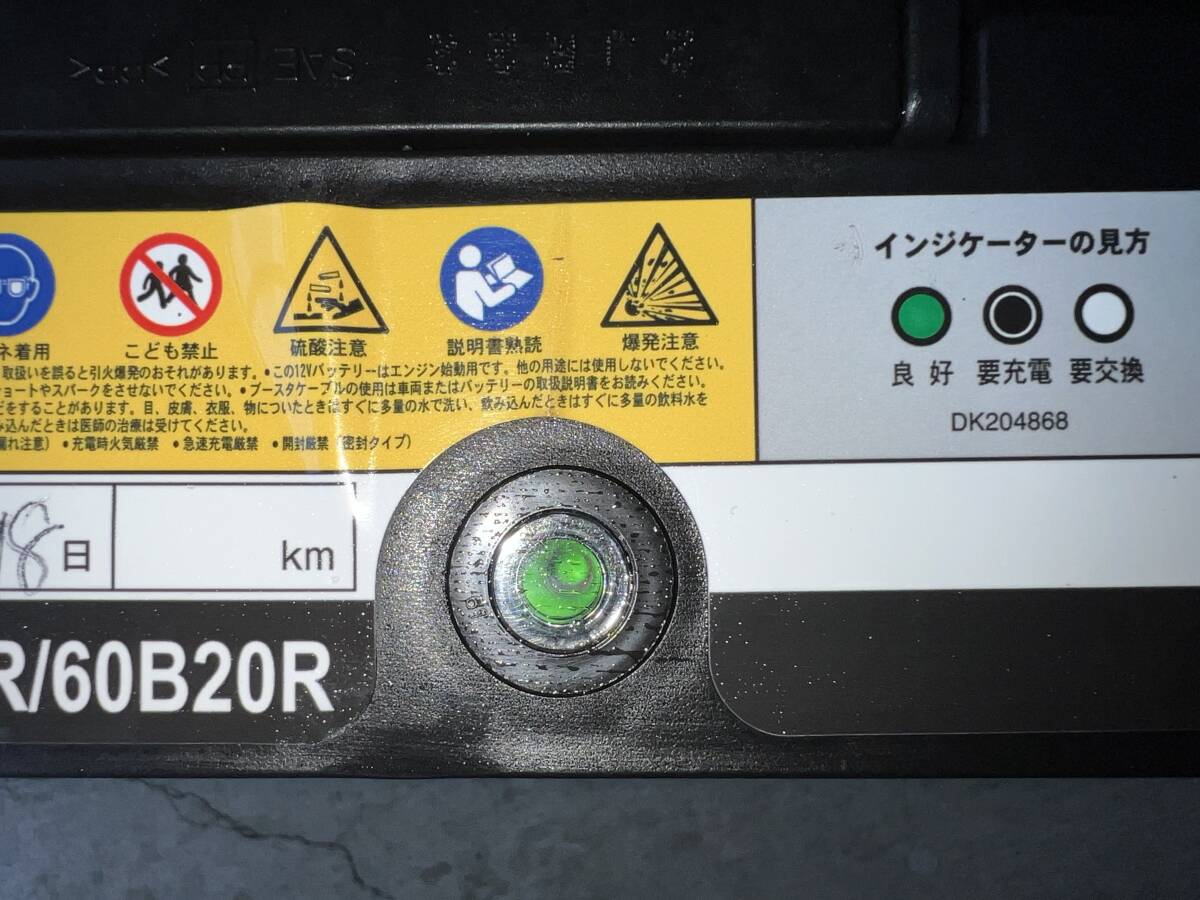 SAE PP >PP<
インジケーターの見方
ネ着用 こども禁止 硫酸注意 説明書熟読 爆発注意
良好 要充電 要交換
取扱いを誤ると引火爆発のおそれがあります。•この12Vバッテリーはエンジン始動用です。他の用途には使用しないでください。
ョートやスパークをさせないでください。•ブースタケーブルの使用は車両またはバッテリーの取扱説明書をお読みください。
どをすることがあります。目、皮膚、衣服、物についたときはすぐに多量の水で洗い、飲み込んだときはすぐに多量の飲料水を
み込んだときは医師の治療は受けてください。
漏れ注意) •充電時火気厳禁 •急速充電厳禁 •開封厳禁(密封タイプ)
DK204868
18日 km
R/60B20R